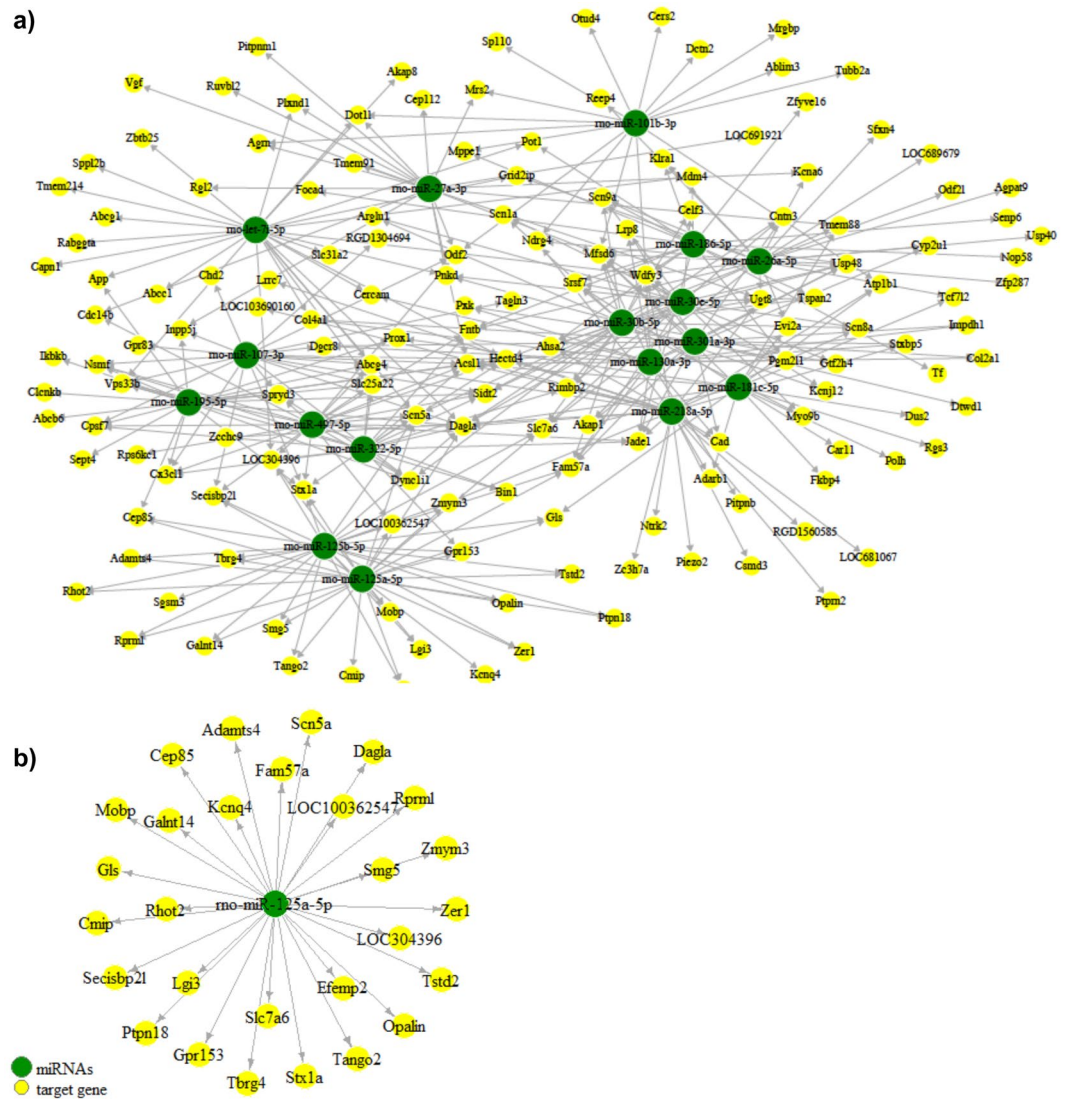 a)
Otud4
Cers2
Mrgbp
Sp110
Dctn2
Pitpnm1
Ablim3
Tubb2a
Akap8
Vgf
Ruvbl2
Mrs2
Reep4
Zfyve16
Plxnd1
Cep112
Dot1l
rno-miR-101b-3p
Sfxn4
LOC691921
Zbtb25
Agrn
Mppe1
Pot1
LOC689679
Sppl2b
Tmem91
Klra1
Kcna6
Grid2ip
Mdm4
Tmem214
Rgl2
Focad
rno-miR-27a-3p
Odf2l
Agpat9
Scn9a
Abcg1
Arglu1
Scn1a
Celf3
Cntn3
Tmem88
Senp6
rno-let-7i-5p
Lrp8
Usp40
Rabggta
RGD1304694
Ndrg4
rno-miR-186-5p
Cyp2u1
Slc31a2
Odf2
Mfsd6
rno-miR-26a-5p
Usp48
Nop58
Capn1
App
Chd2
Lrrc7
Pnkd
Srsf7
Wdfy3
Atp1b1
Zfp287
Abcc1
Cercam
Pxk
Tagln3
rno-miR-30e-5p
Ugt8
Tspan2
Tcf7l2
LOC103690160
Cdc14b
Inpp5j
Col4a1
Fntb
rno-miR-30b-5p
Evi2a
Scn8a
Impdh1
Gpr83
Dgcr8
Prox1
Ahsa2
rno-miR-301a-3p
Stxbp5
Ikbkb
Nsmf
rno-miR-107-3p
Abcg4
Acsl1
Hectd4
rno-miR-130a-3p
Pgm2l1
Gtf2h4
Col2a1
Tf
Vps33b
Slc25a22
Rimbp2
rno-miR-181c-5p
Kcnj12
Clcnkb
Spryd3
Sidt2
rno-miR-195-5p
Dtwd1
Abcb6
Scn5a
rno-miR-218a-5p
Myo9b
Dus2
Cpsf7
rno-miR-497-5p
Dagla
Slc7a6
Akap1
Zcchc9
Jade1
Cad
Rgs3
Car11
Sept4
Rps6kc1
LOC304396
rno-miR-322-5p
Polh
Cx3cl1
Fam57a
Dync1i1
Adarb1
Fkbp4
Secisbp2l
Stx1a
Bin1
Zmym3
Pitpnb
Cep85
LOC100362547
Gls
Ntrk2
RGD1560585
rno-miR-125b-5p
Gpr153
Adamts4
Tbrg4
Piezo2
LOC681067
Zc3h7a
Csmd3
rno-miR-125a-5p
Tstd2
Rhot2
Sgsm3
Opalin
Ptprn2
Mobp
Ptpn18
Rprml
Smg5
Galnt14
Lgi3
Zer1
Tango2
Cmip
Kcnq4
b)
Scn5a
Adamts4
Cep85
Dagla
Fam57a
Mobp
Kcnq4
LOC100362547
Rprml
Galnt14
Zmym3
Gls
Smg5
rno-miR-125a-5p
Rhot2
Zer1
Cmip
LOC304396
Secisbp2l
Lgi3
Efemp2
Tstd2
Slc7a6
Opalin
Ptpn18
Gpr153
Tango2
Tbrg4
Stx1a
miRNAs
target gene